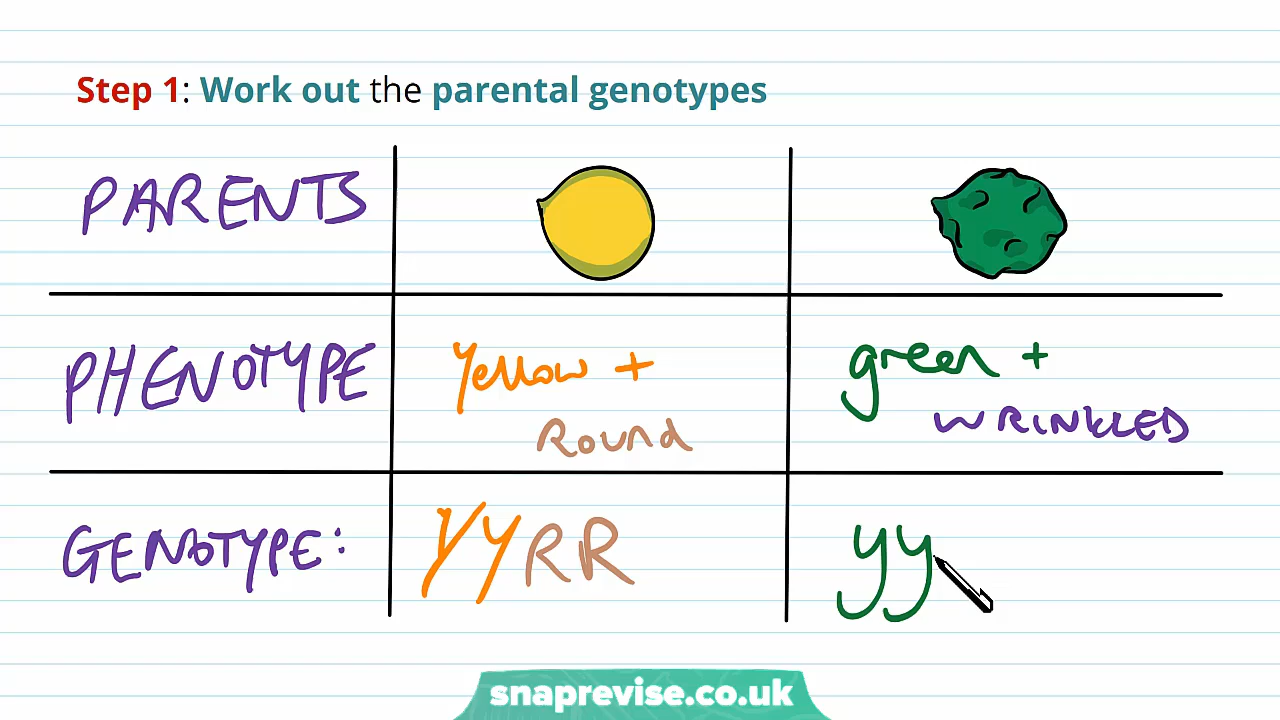 Step 1: Work out the parental genotypes
PARENTS
PHENOTYPE
Yellow +
Round
green +
WRINKLED
GENOTYPE:
YYRR
yy
snaprevise.co.uk